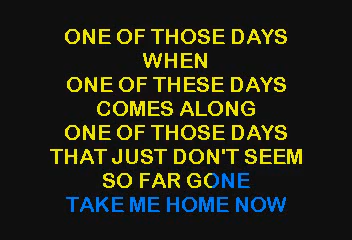 ONE OF THOSE DAYS
WHEN
ONE OF THESE DAYS
COMES ALONG
ONE OF THOSE DAYS
THAT JUST DON'T SEEM
SO FAR GONE
TAKE ME HOME NOW